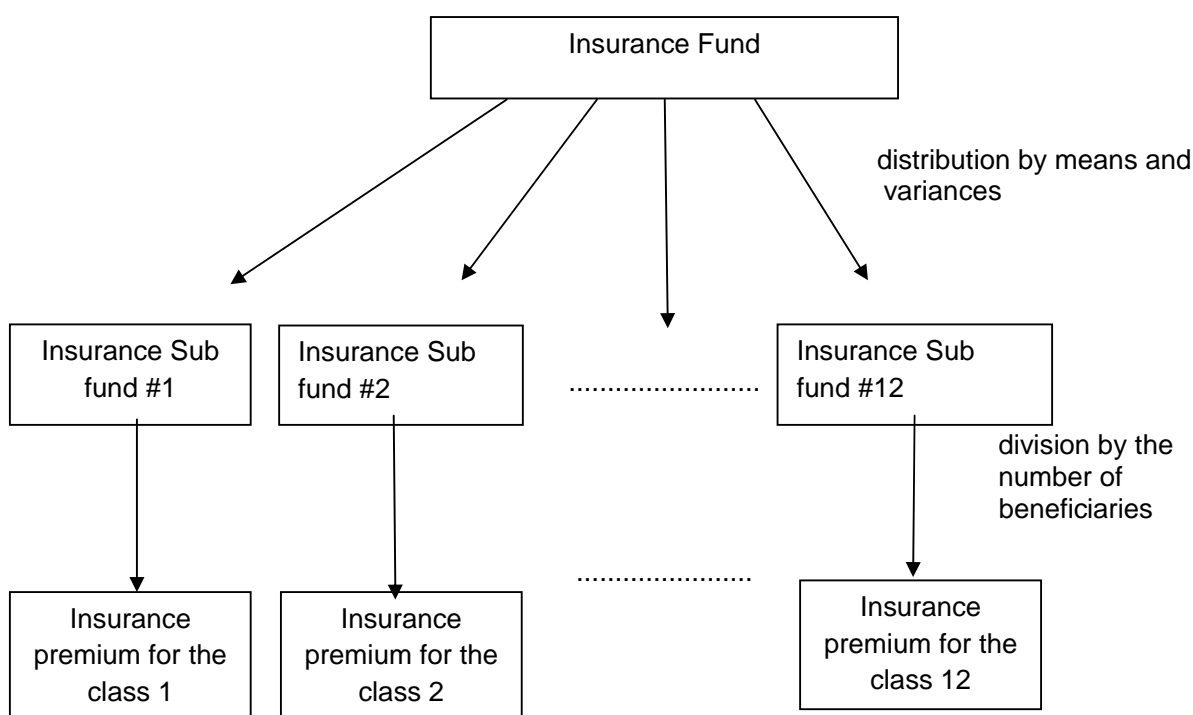 Insurance Fund
distribution by means and
variances
Insurance Sub
fund #1
Insurance Sub
fund #2
..........................
Insurance Sub
fund #12
division by the
number of
beneficiaries
.......................
Insurance
premium for the
class 1
Insurance
premium for the
class 2
Insurance
premium for the
class 12